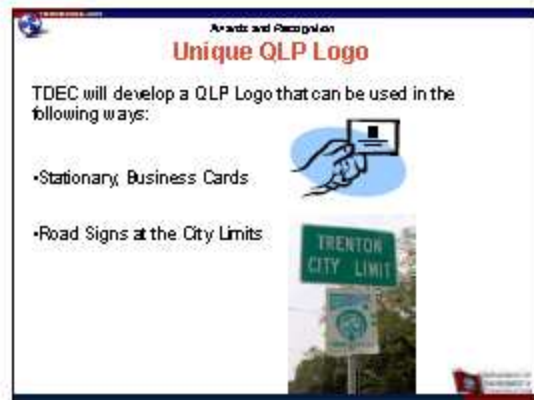 Awards and Recognition
Unique QLP Logo
TDEC will develop a QLP Logo that can be used in the
following ways:
•Stationary, Business Cards
•Road Signs at the City Limits
TRENTON
CITY LIMIT